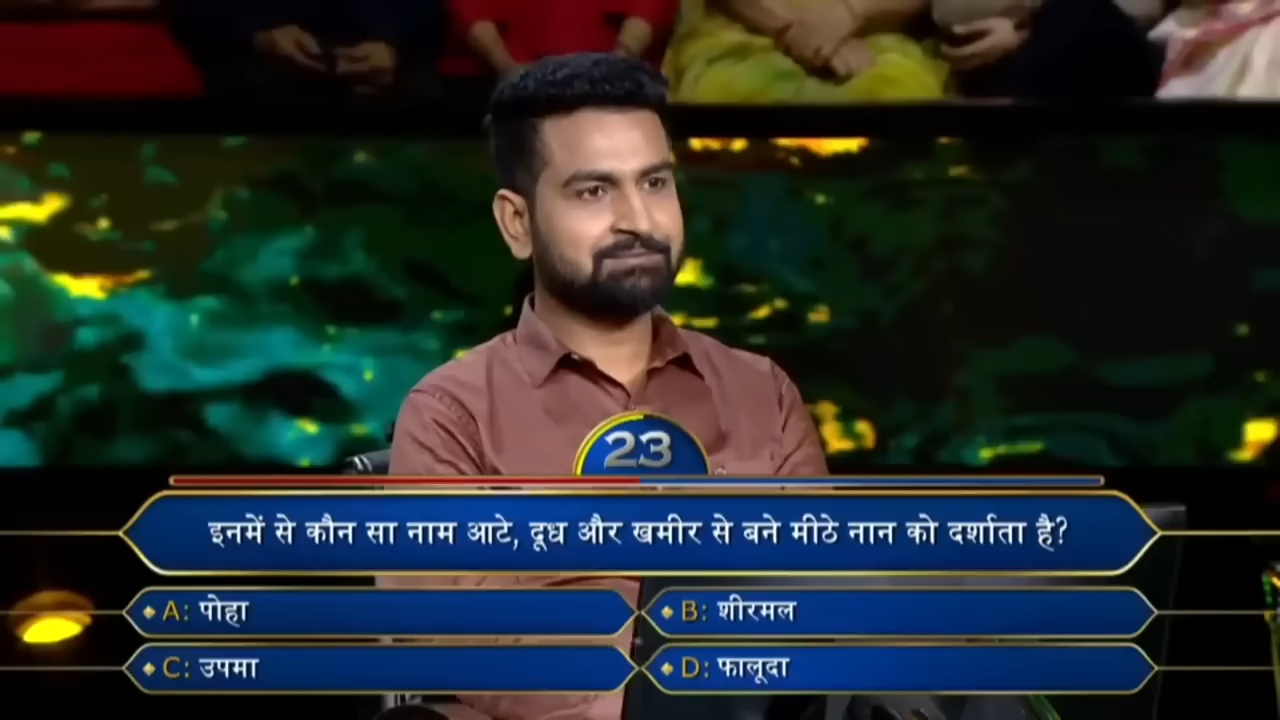 23
इनमें से कौन सा नाम आटे, दूध और खमीर से बने मीठे नान को दर्शाता है?
A: पोहा
B: शीरमल
C: उपमा
D: फालूदा